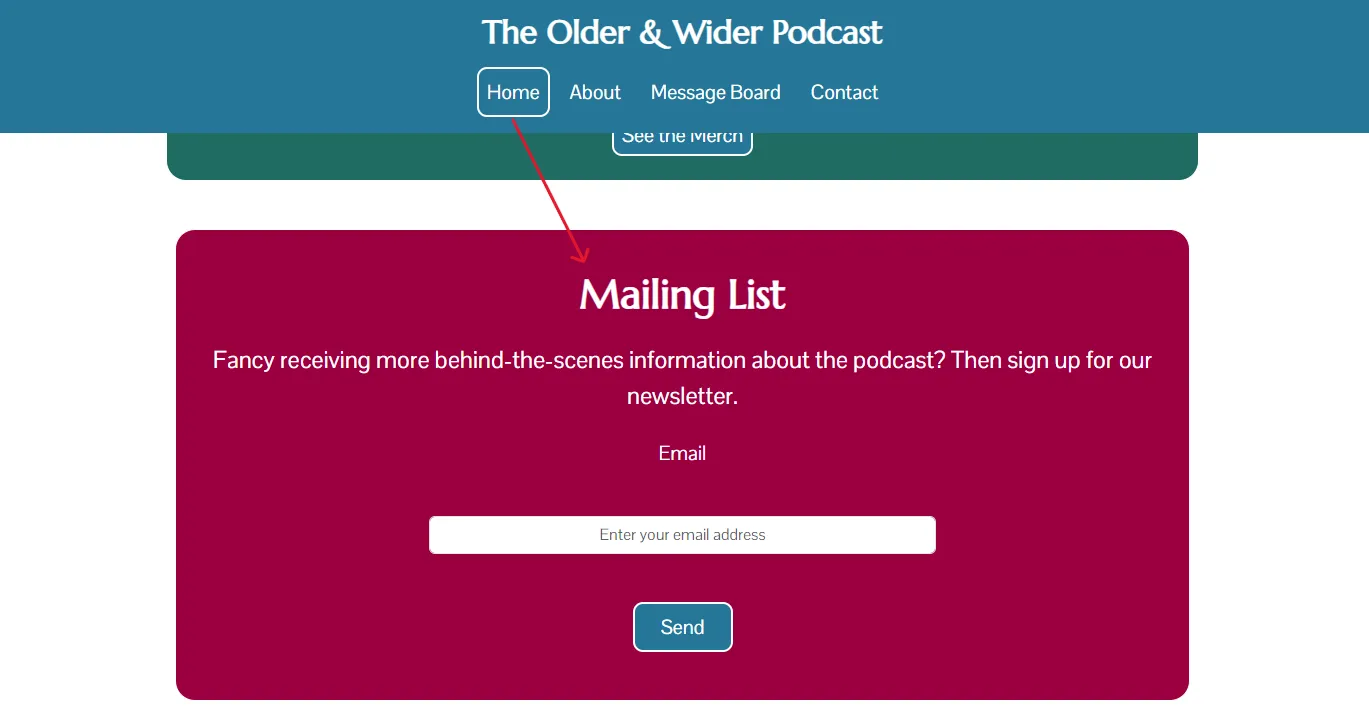 The Older & Wider Podcast
Home About Message Board Contact
See the Merch
Mailing List
Fancy receiving more behind-the-scenes information about the podcast? Then sign up for our
newsletter.
Email
Enter your email address
Send